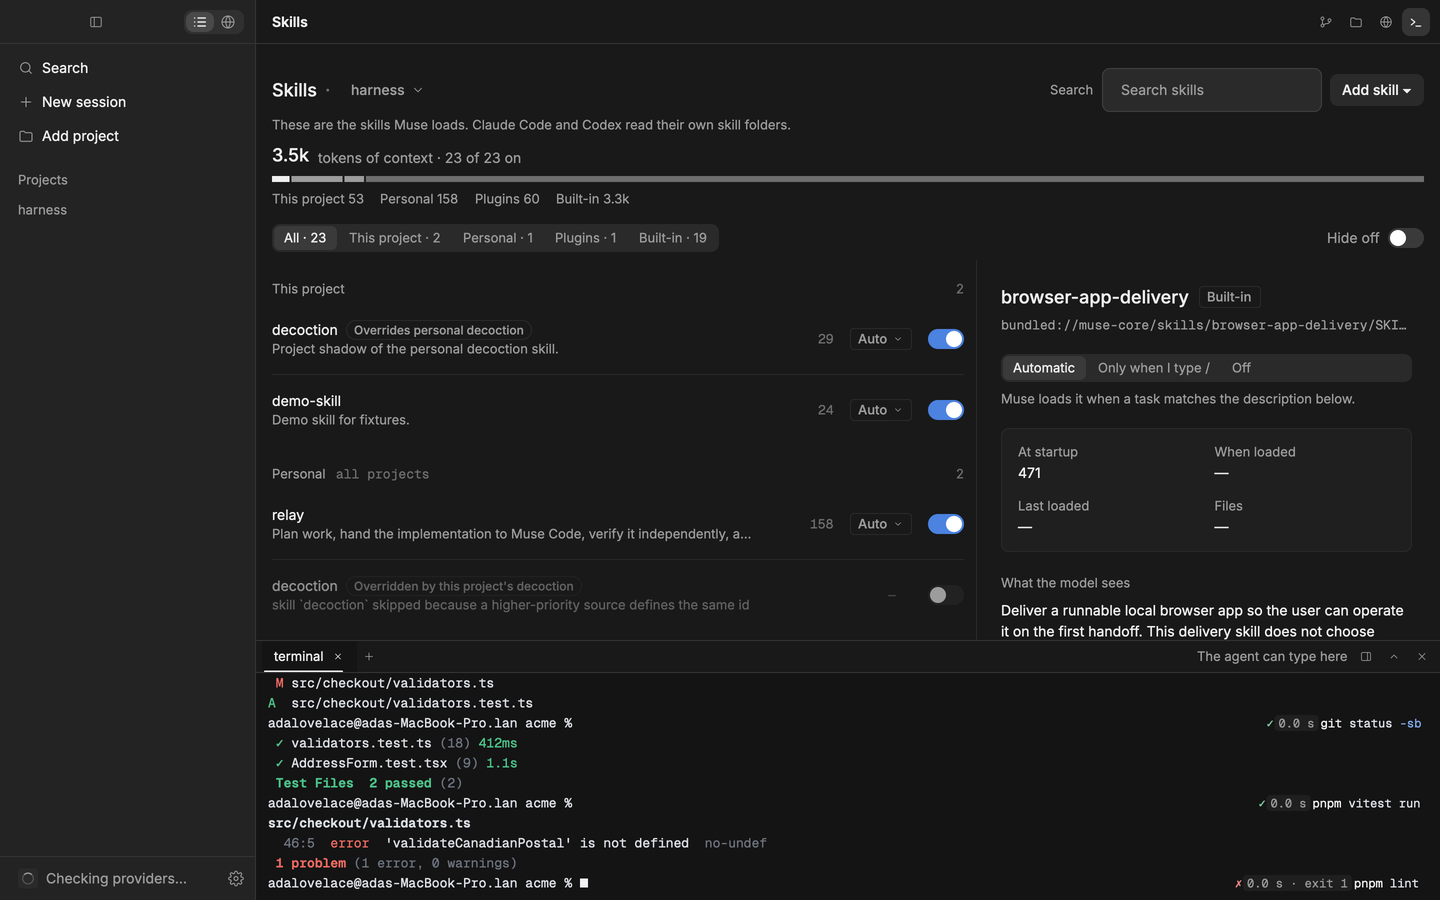 Skills
Search
New session
Add project
Projects
harness
Checking providers...
Skills · harness
Search
Search skills
Add skill
These are the skills Muse loads. Claude Code and Codex read their own skill folders.
3.5k tokens of context · 23 of 23 on
This project 53 Personal 158 Plugins 60 Built-in 3.3k
All · 23 This project · 2 Personal · 1 Plugins · 1 Built-in · 19
Hide off
This project 2
decoction Overrides personal decoction
Project shadow of the personal decoction skill.
29 Auto
demo-skill
Demo skill for fixtures.
24 Auto
Personal all projects 2
relay
Plan work, hand the implementation to Muse Code, verify it independently, a...
158 Auto
decoction Overridden by this project's decoction
skill `decoction` skipped because a higher-priority source defines the same id
–
browser-app-delivery Built-in
bundled://muse-core/skills/browser-app-delivery/SKI…
Automatic Only when I type / Off
Muse loads it when a task matches the description below.
At startup When loaded
471 —
Last loaded Files
— —
What the model sees
Deliver a runnable local browser app so the user can operate
it on the first handoff. This delivery skill does not choose
terminal × +
The agent can type here
M src/checkout/validators.ts
A src/checkout/validators.test.ts
adalovelace@adas-MacBook-Pro.lan acme % ✓ 0.0 s git status -sb
✓ validators.test.ts (18) 412ms
✓ AddressForm.test.tsx (9) 1.1s
Test Files 2 passed (2)
adalovelace@adas-MacBook-Pro.lan acme % ✓ 0.0 s pnpm vitest run
src/checkout/validators.ts
46:5 error 'validateCanadianPostal' is not defined no-undef
1 problem (1 error, 0 warnings)
adalovelace@adas-MacBook-Pro.lan acme % ✗ 0.0 s · exit 1 pnpm lint